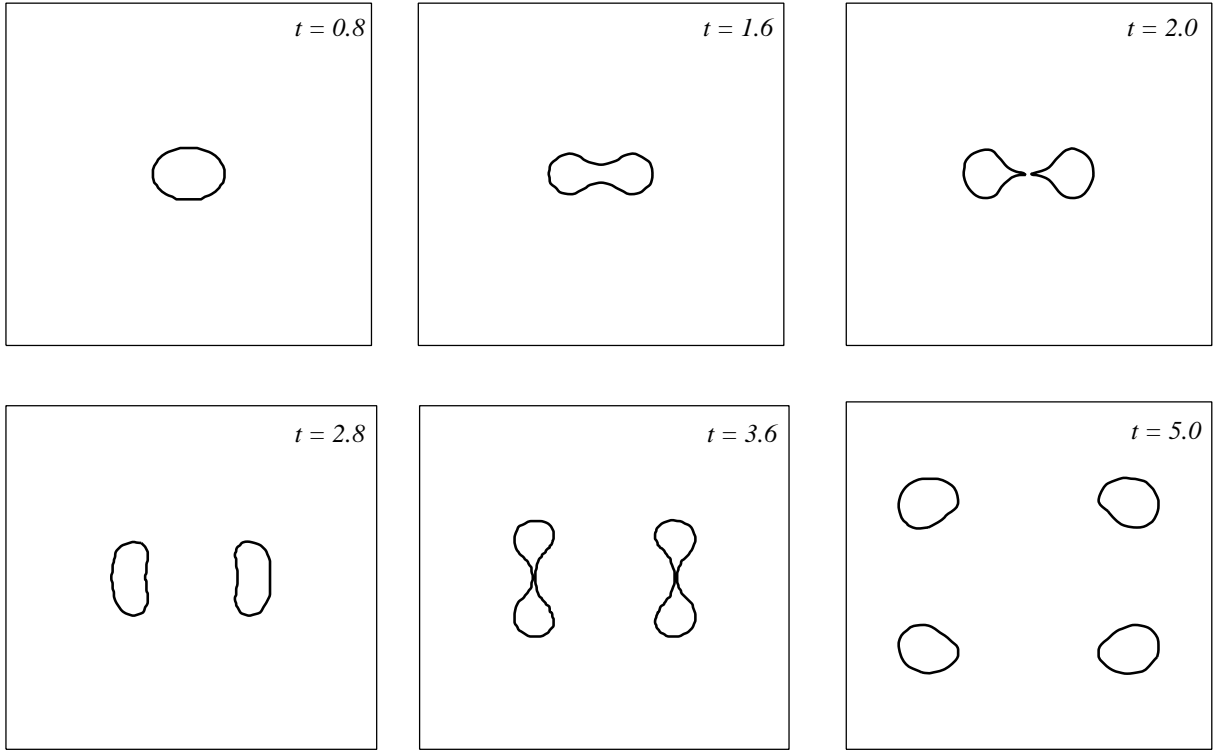 t = 0.8
t = 1.6
t = 2.0
t = 2.8
t = 3.6
t = 5.0